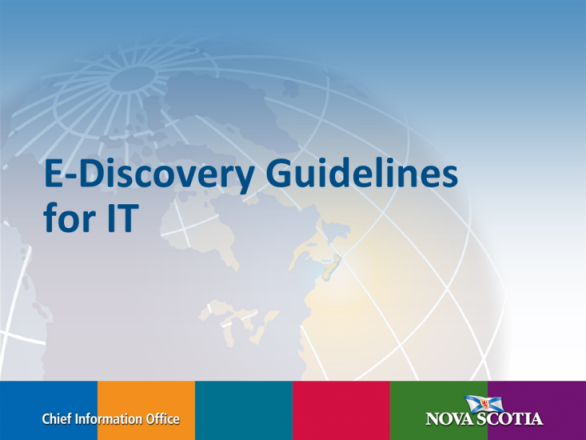 E-Discovery Guidelines
for IT
Chief Information Office
NOVA SCOTIA